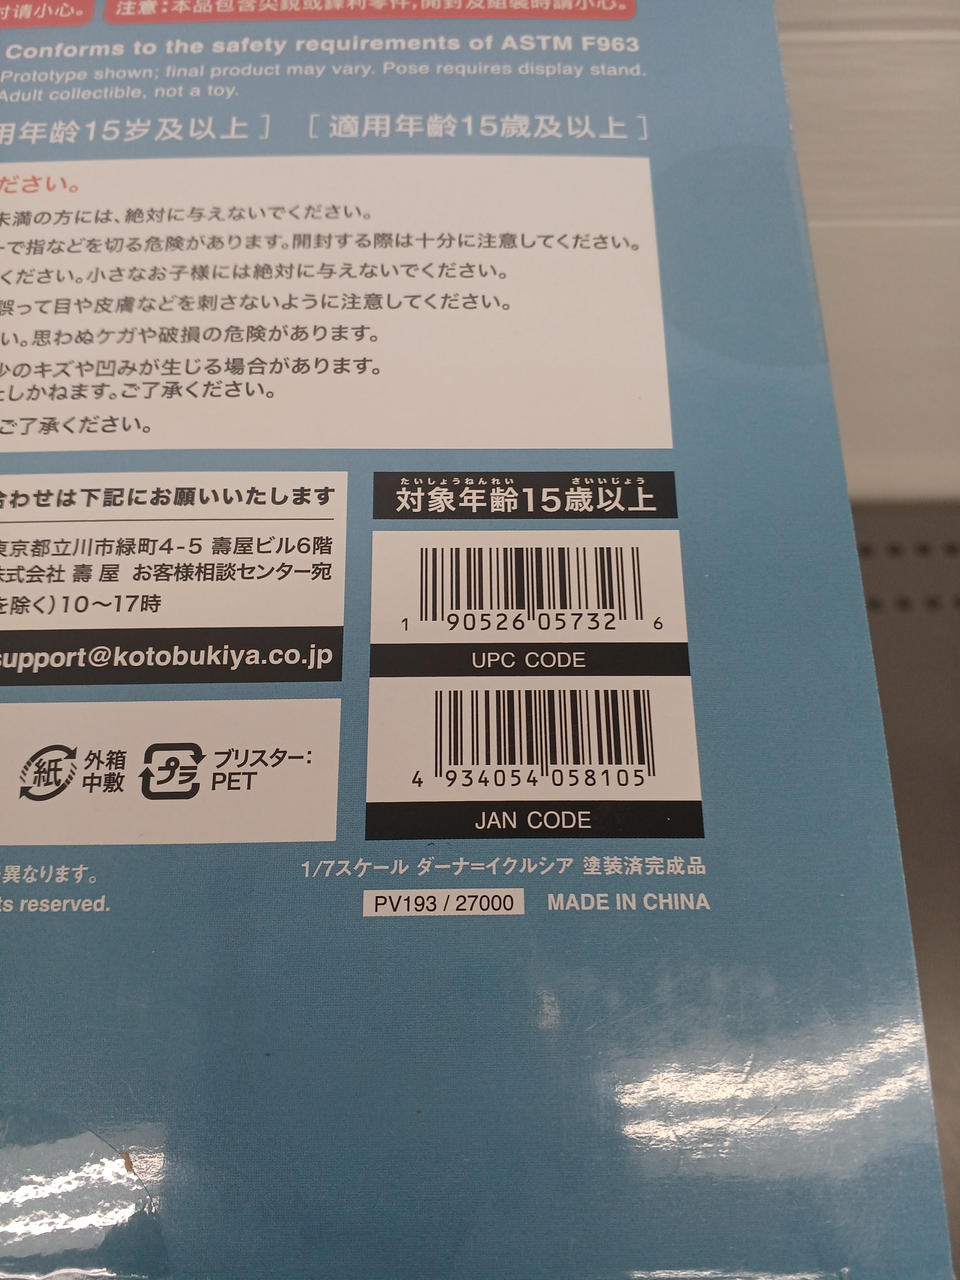 时请小心。
注意：本品包含尖銳或鋒利零件，開封及組裝時請小心。
Conforms to the safety requirements of ASTM F963
Prototype shown; final product may vary. Pose requires display stand.
Adult collectible, not a toy.
用年龄15岁及以上］ ［適用年齡15歲及以上］
ださい。
未満の方には、絶対に与えないでください。
ーで指などを切る危険があります。開封する際は十分に注意してください。
ください。小さなお子様には絶対に与えないでください。
誤って目や皮膚などを刺さないように注意してください。
い。思わぬケガや破損の危険があります。
少のキズや凹みが生じる場合があります。
たしかねます。ご了承ください。
ご了承ください。
合わせは下記にお願いいたします
東京都立川市緑町4-5 壽屋ビル6階
株式会社 壽 屋 お客様相談センター宛
を除く)10〜17時
support@kotobukiya.co.jp
紙
外箱
中敷
プラ
ブリスター：
PET
たいしょうねんれい さいいじょう
対象年齢15歳以上
1 90526 05732 6
UPC CODE
4 934054 058105
JAN CODE
1/7スケール ダーナ=イクルシア 塗装済完成品
異なります。
ts reserved.
PV193 / 27000
MADE IN CHINA